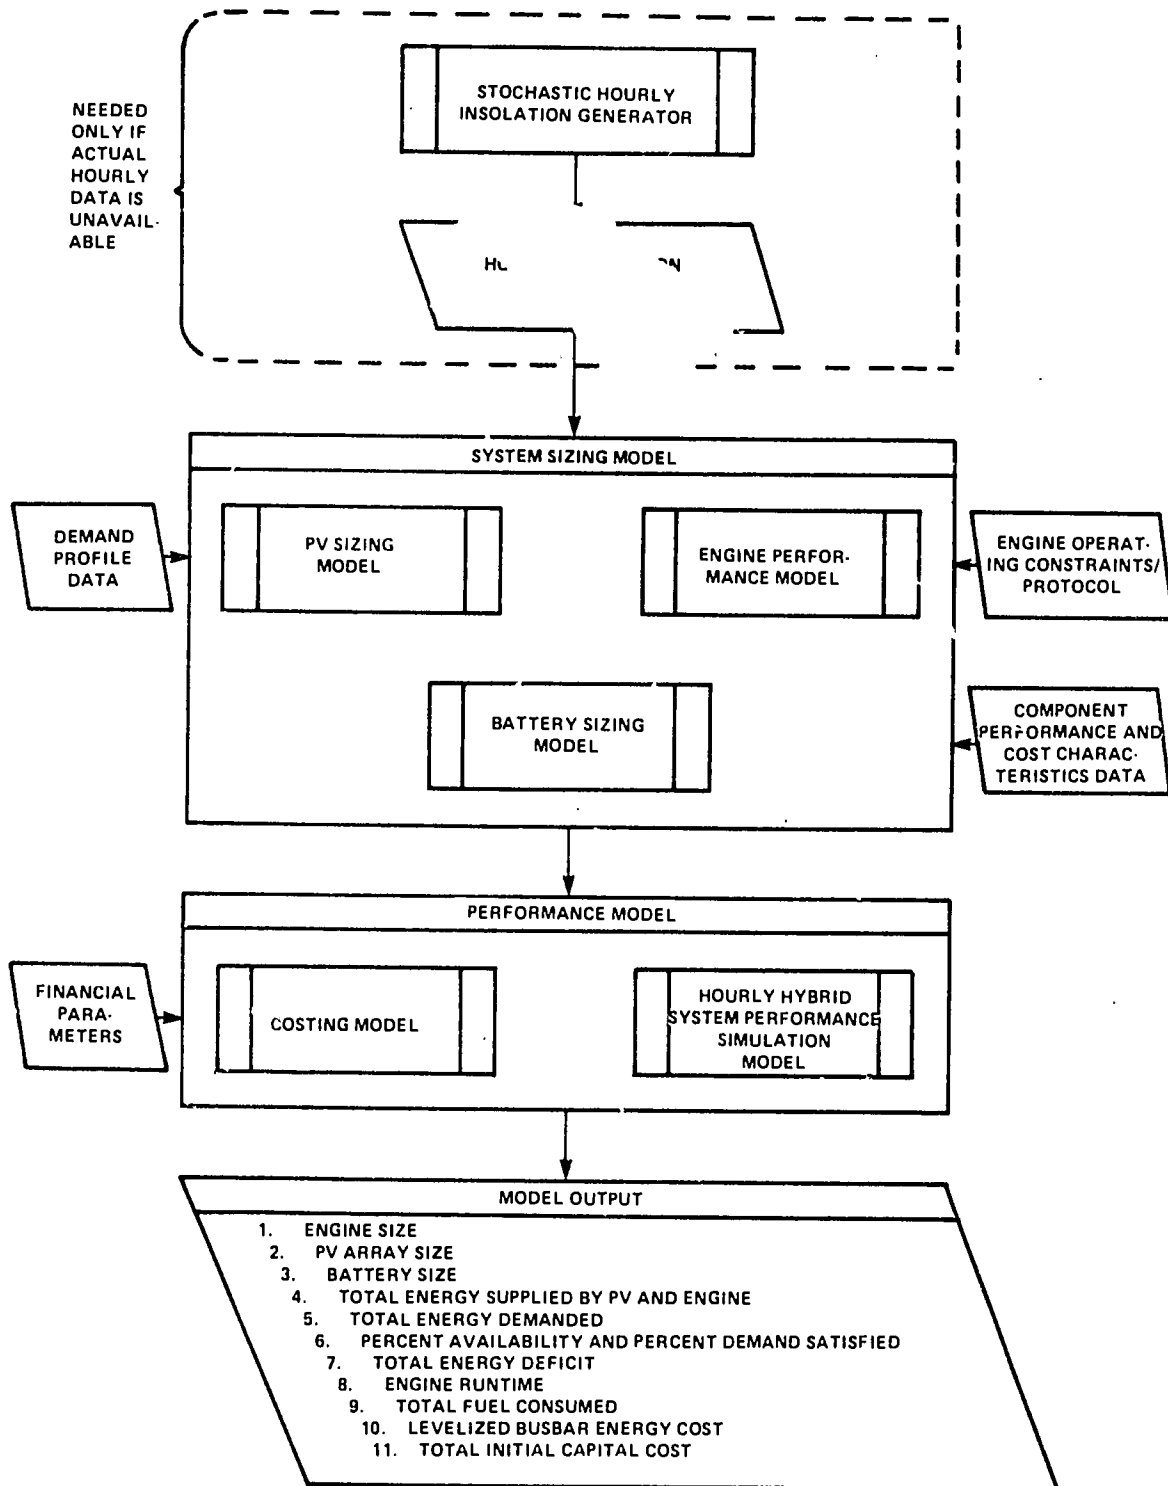 NEEDED
ONLY IF
ACTUAL
HOURLY
DATA IS
UNAVAIL-
ABLE
STOCHASTIC HOURLY
INSOLATION GENERATOR
SYSTEM SIZING MODEL
DEMAND
PROFILE
DATA
PV SIZING
MODEL
ENGINE PERFOR-
MANCE MODEL
ENGINE OPERAT-
ING CONSTRAINTS/
PROTOCOL
BATTERY SIZING
MODEL
COMPONENT
PERFORMANCE AND
COST CHARAC-
TERISTICS DATA
PERFORMANCE MODEL
FINANCIAL
PARA-
METERS
COSTING MODEL
HOURLY HYBRID
SYSTEM PERFORMANCE
SIMULATION
MODEL
MODEL OUTPUT
1. ENGINE SIZE
2. PV ARRAY SIZE
3. BATTERY SIZE
4. TOTAL ENERGY SUPPLIED BY PV AND ENGINE
5. TOTAL ENERGY DEMANDED
6. PERCENT AVAILABILITY AND PERCENT DEMAND SATISFIED
7. TOTAL ENERGY DEFICIT
8. ENGINE RUNTIME
9. TOTAL FUEL CONSUMED
10. LEVELIZED BUSBAR ENERGY COST
11. TOTAL INITIAL CAPITAL COST